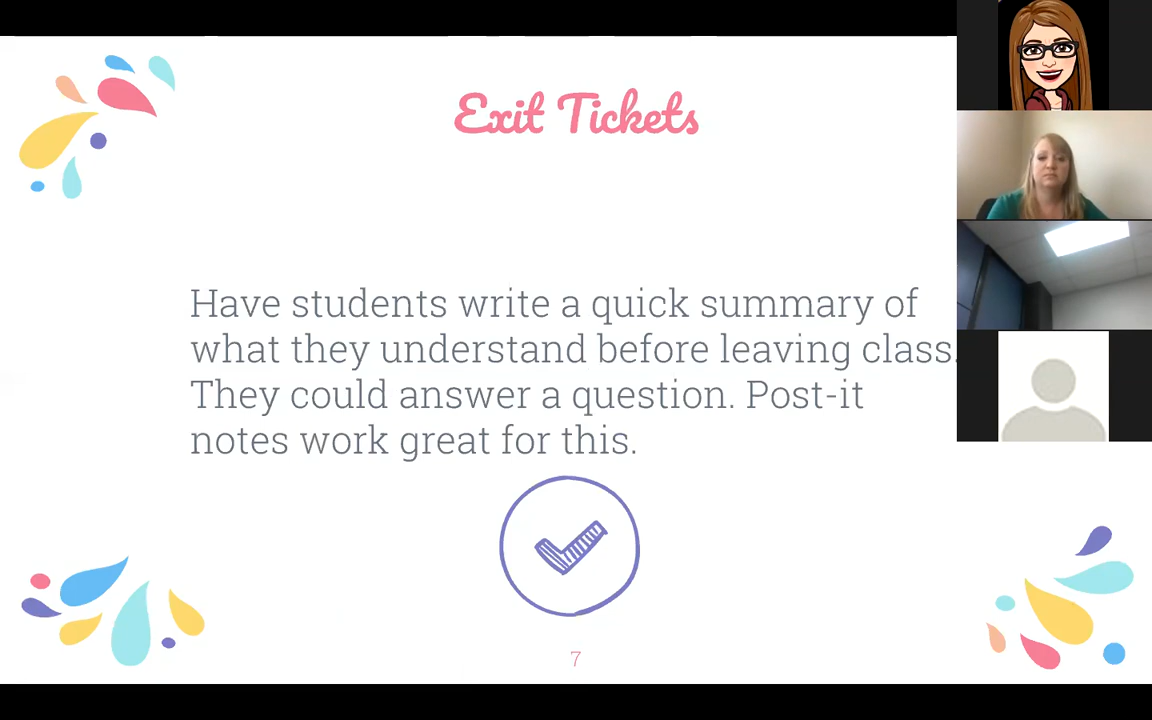 Exit Tickets
Have students write a quick summary of
what they understand before leaving class.
They could answer a question. Post-it
notes work great for this.
7